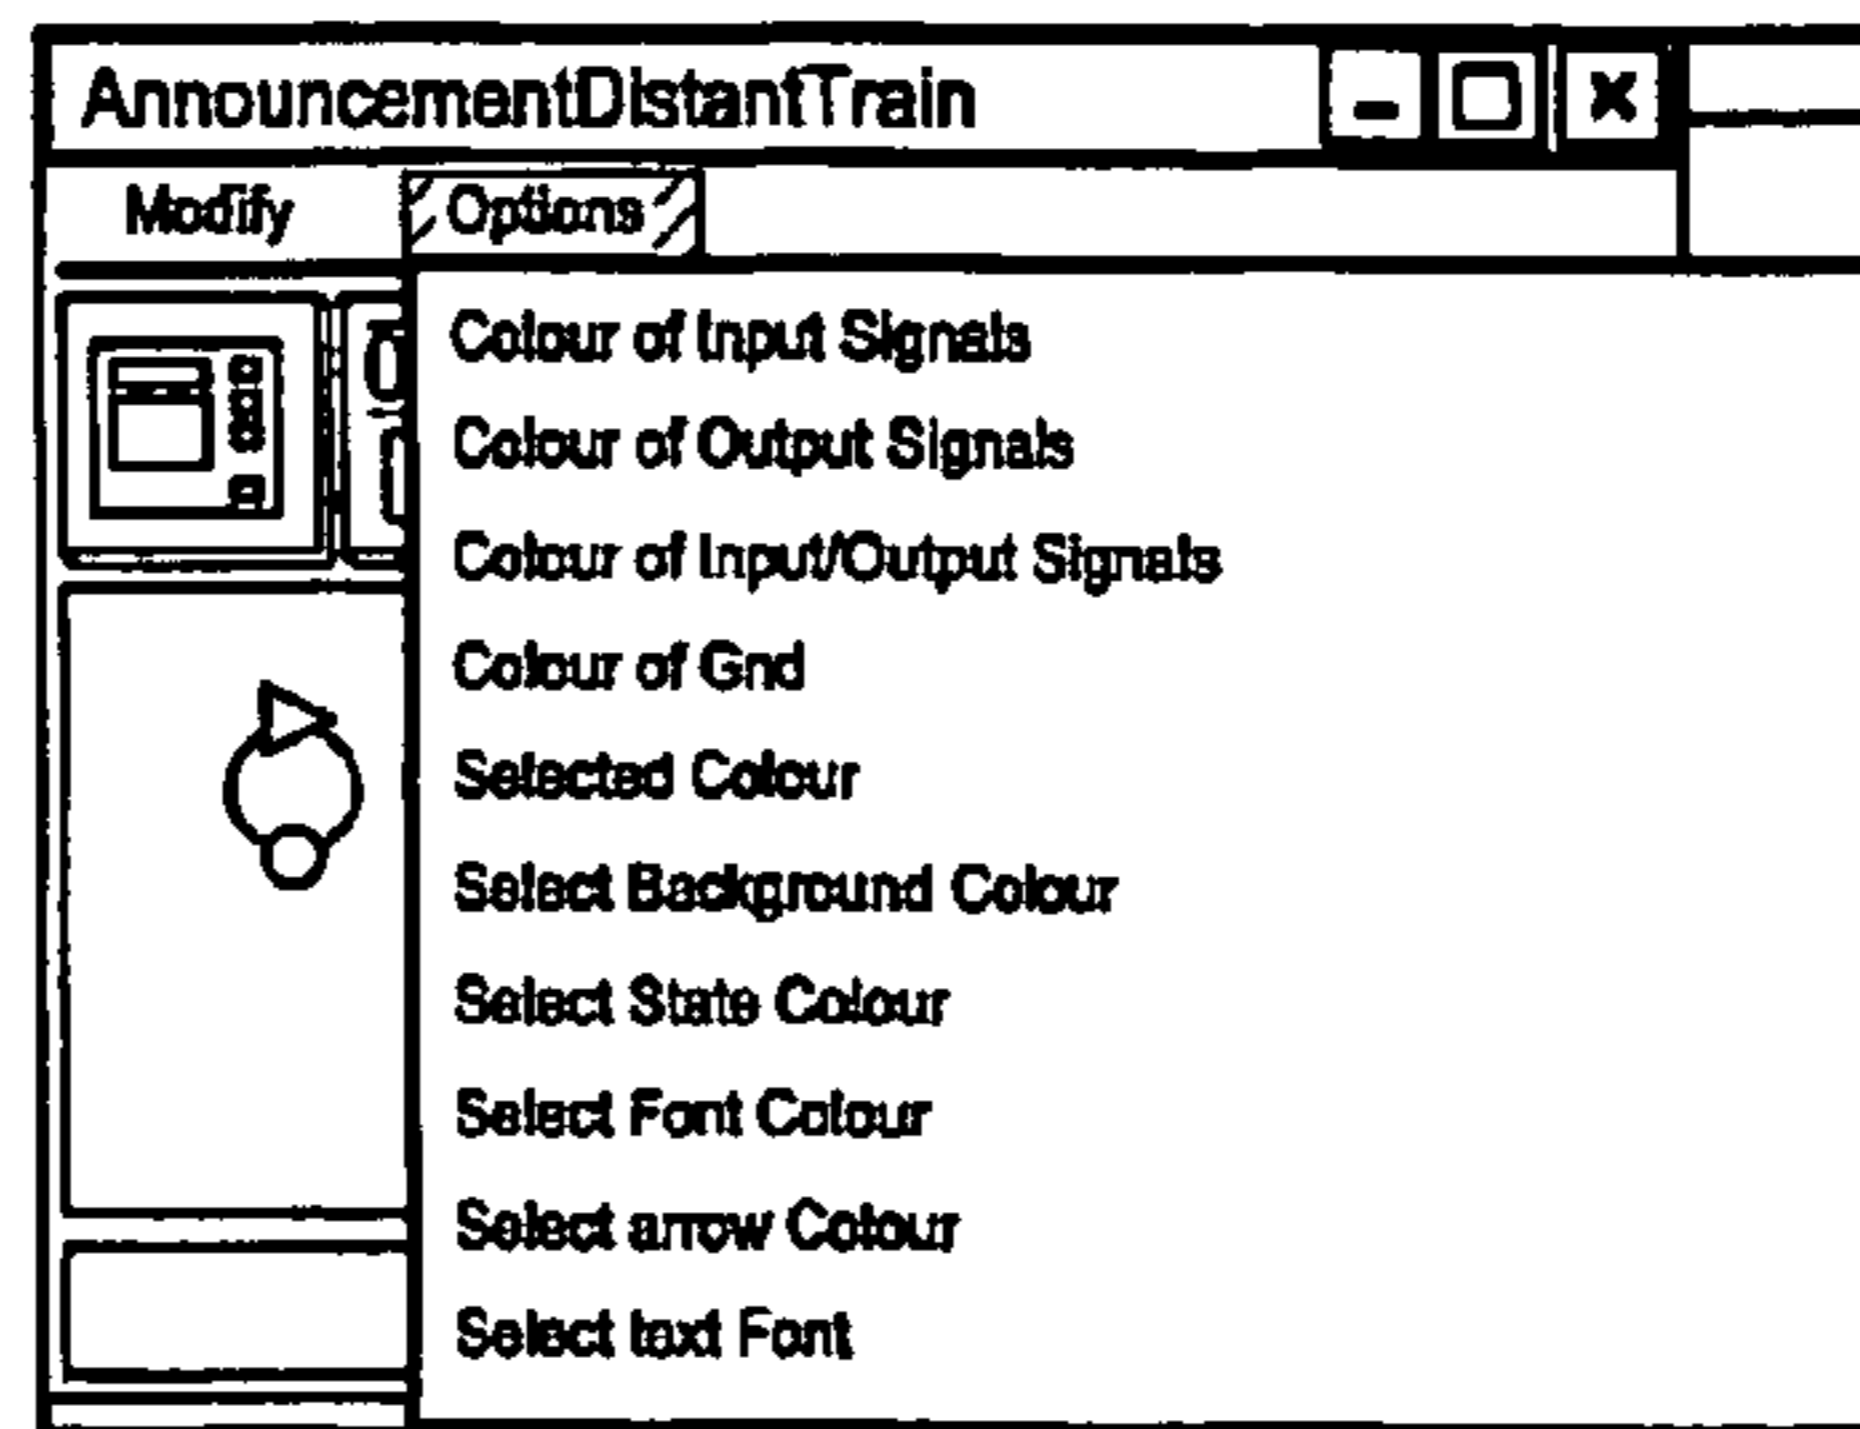 AnnouncementDistantTrain
Modify Options
Colour of Input Signals
Colour of Output Signals
Colour of Input/Output Signals
Colour of Gnd
Selected Colour
Select Background Colour
Select State Colour
Select Font Colour
Select arrow Colour
Select text Font